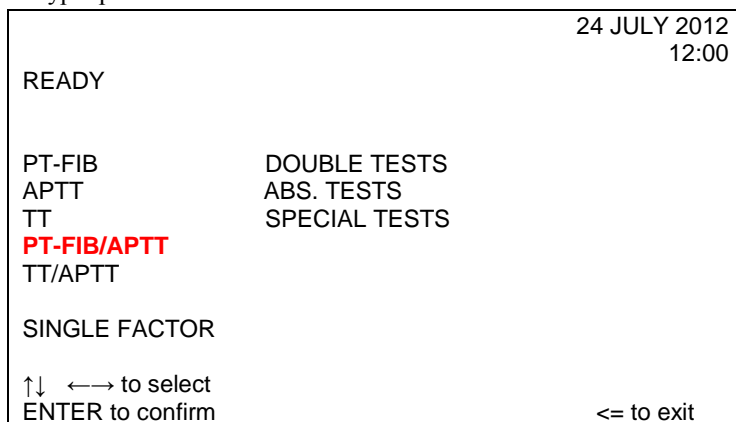 24 JULY 2012
12:00
READY
PT-FIB DOUBLE TESTS
APTT ABS. TESTS
TT SPECIAL TESTS
PT-FIB/APTT
TT/APTT
SINGLE FACTOR
↑↓ ←→ to select
ENTER to confirm <= to exit